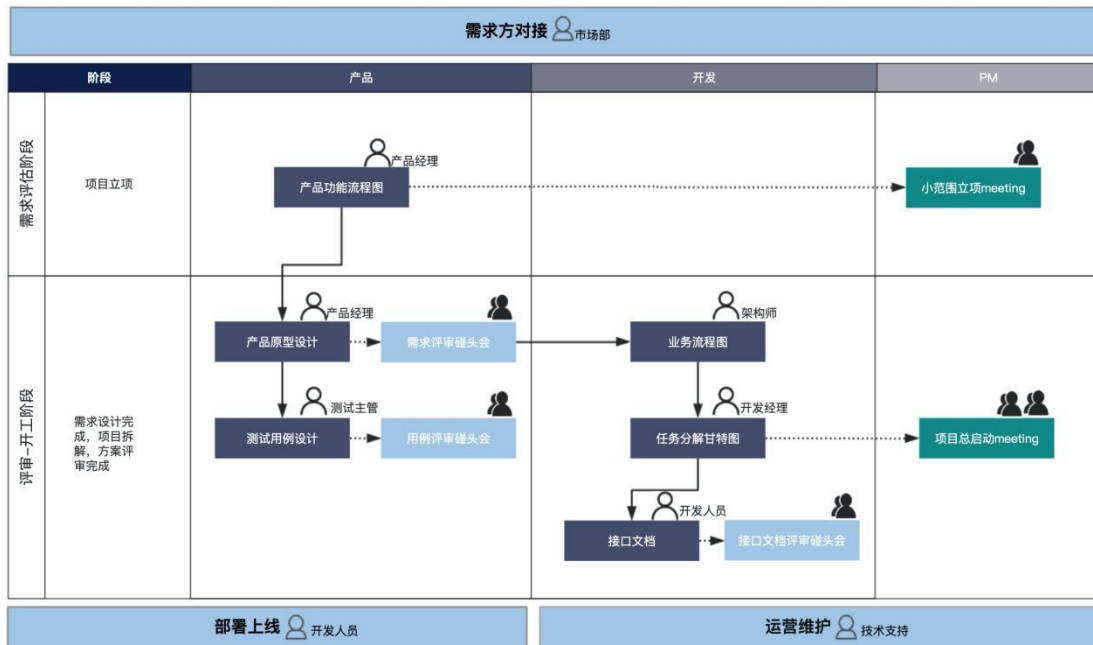 需求方对接 市场部
阶段 产品 开发 PM
需求评估阶段
项目立项
产品经理
产品功能流程图
小范围立项meeting
评审-开工阶段
需求设计完
成，项目拆
解，方案评
审完成
产品经理
产品原型设计
需求评审碰头会
架构师
业务流程图
测试主管
测试用例设计
用例评审碰头会
开发经理
任务分解甘特图
项目总启动meeting
开发人员
接口文档
接口文档评审碰头会
部署上线 开发人员
运营维护 技术支持